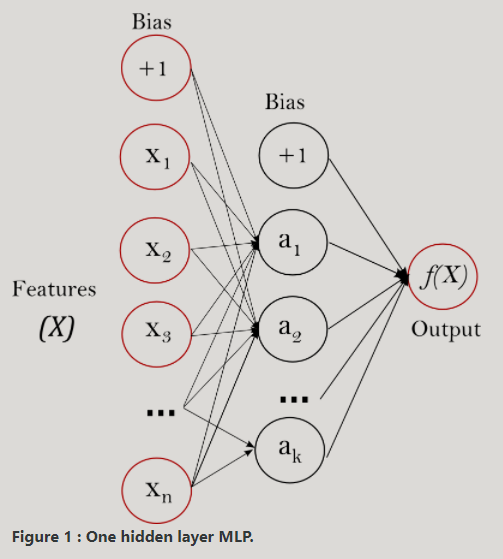 Bias
+1
Bias
x₁
+1
x₂
a₁
f(X)
Features
(X)
x₃
a₂
Output
...
...
aₖ
xₙ
Figure 1 : One hidden layer MLP.